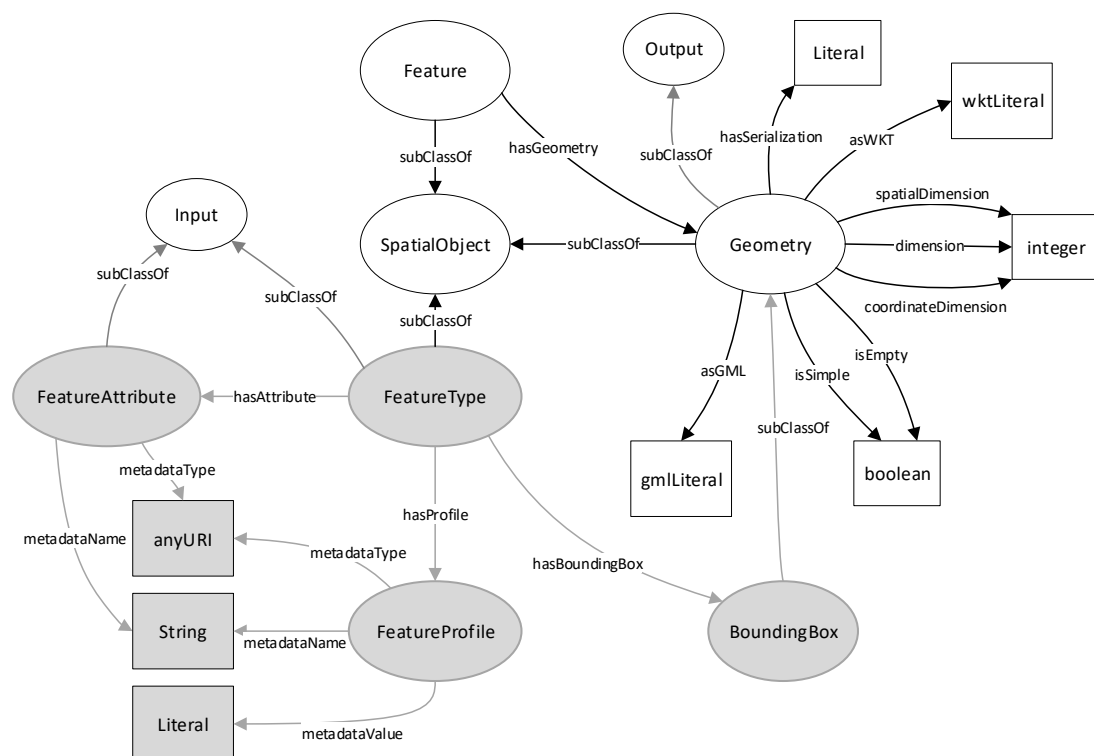 Output
Literal
Feature
wktLiteral
hasSerialization
asWKT
hasGeometry
subClassOf
subClassOf
spatialDimension
Input
SpatialObject
subClassOf
Geometry
dimension
integer
subClassOf
subClassOf
coordinateDimension
subClassOf
isEmpty
asGML
isSimple
FeatureAttribute
hasAttribute
FeatureType
subClassOf
metadataType
gmlLiteral
boolean
hasProfile
anyURI
metadataName
metadataType
hasBoundingBox
String
metadataName
FeatureProfile
BoundingBox
Literal
metadataValue